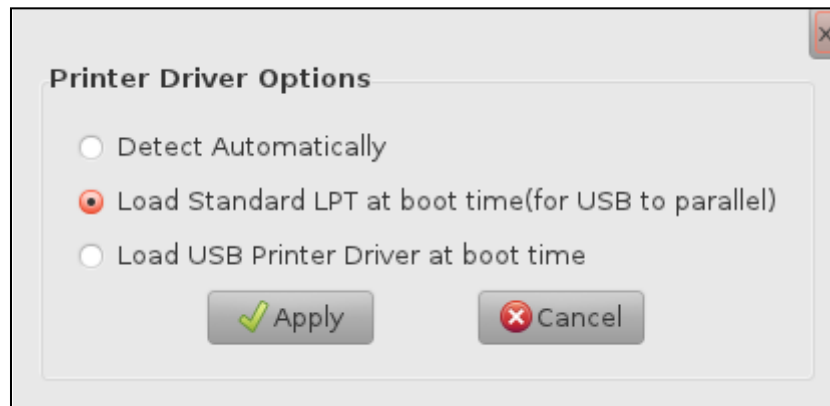 Printer Driver Options
Detect Automatically
Load Standard LPT at boot time(for USB to parallel)
Load USB Printer Driver at boot time
Apply Cancel